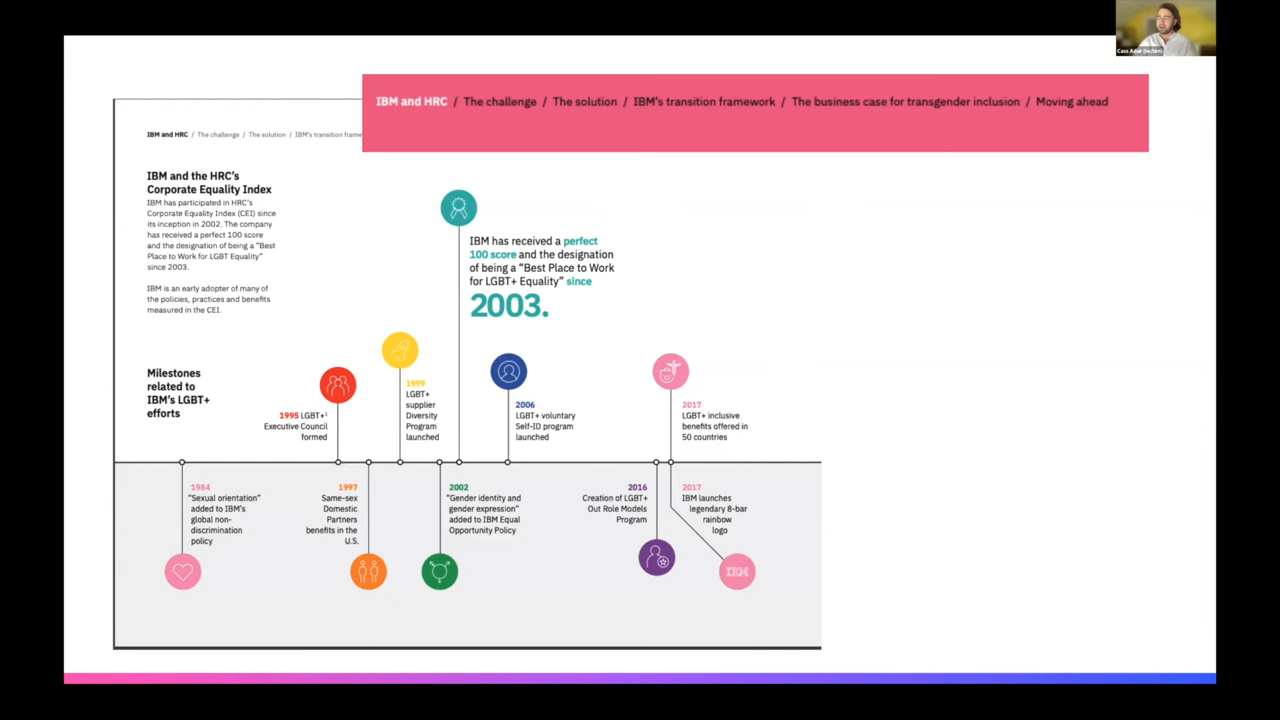 Cass Adair (he/him)
IBM and HRC / The challenge / The solution / IBM's transition framework / The business case for transgender inclusion / Moving ahead
IBM and HRC / The challenge / The solution / IBM's transition frame
IBM and the HRC's
Corporate Equality Index
IBM has participated in HRC's
Corporate Equality Index (CEI) since
its inception in 2002. The company
has received a perfect 100 score
and the designation of being a "Best
Place to Work for LGBT Equality"
since 2003.
IBM is an early adopter of many of
the policies, practices and benefits
measured in the CEI.
IBM has received a perfect
100 score and the designation
of being a "Best Place to Work
for LGBT+ Equality" since
2003.
Milestones
related to
IBM's LGBT+
efforts
1995 LGBT+¹
Executive Council
formed
1999
LGBT+
supplier
Diversity
Program
launched
2006
LGBT+ voluntary
Self-ID program
launched
2017
LGBT+ inclusive
benefits offered in
50 countries
1984
"Sexual orientation"
added to IBM's
global non-
discrimination
policy
1997
Same-sex
Domestic
Partners
benefits in the
U.S.
2002
"Gender identity and
gender expression"
added to IBM Equal
Opportunity Policy
2016
Creation of LGBT+
Out Role Models
Program
2017
IBM launches
legendary 8-bar
rainbow
logo
IBM